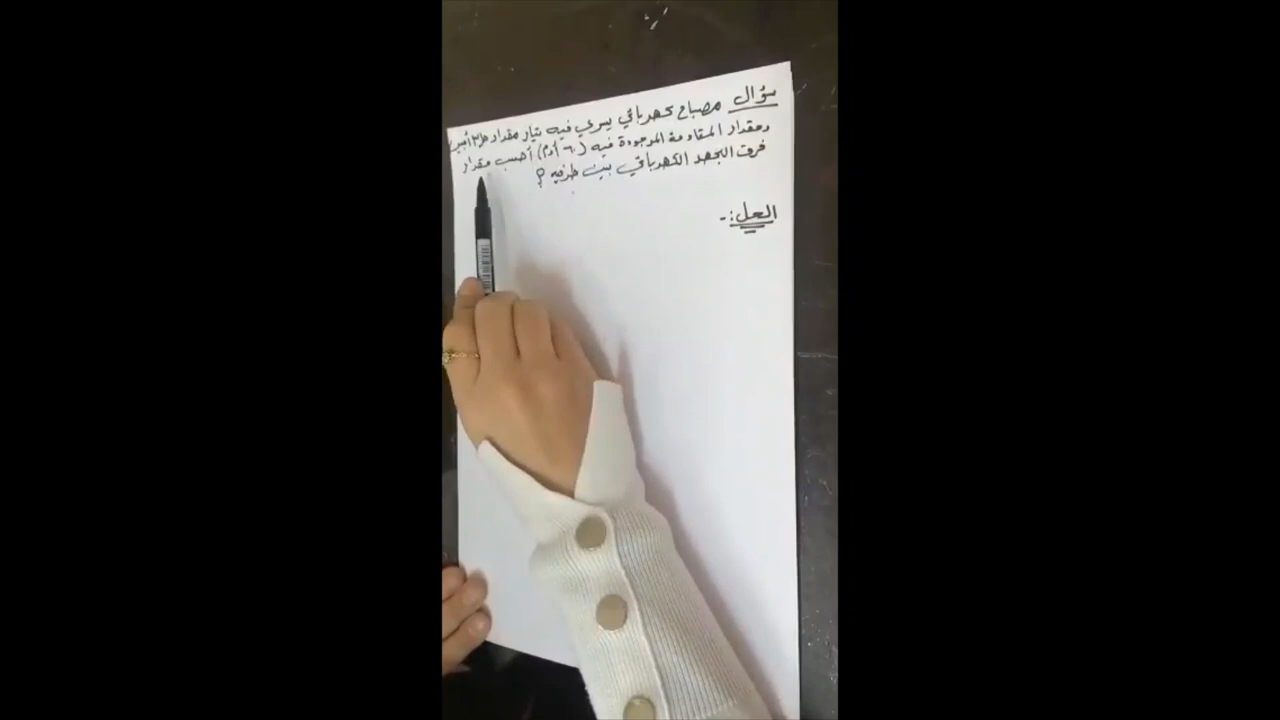 سؤال مصباح كهربائي يسري فيه تيار مقداره ٣ أمبير
ومقدار المقاومة الموجودة فيه (٦٠ أوم) أحسب مقدار
فرق الجهد الكهربائي بين طرفيه ؟
الحل:-